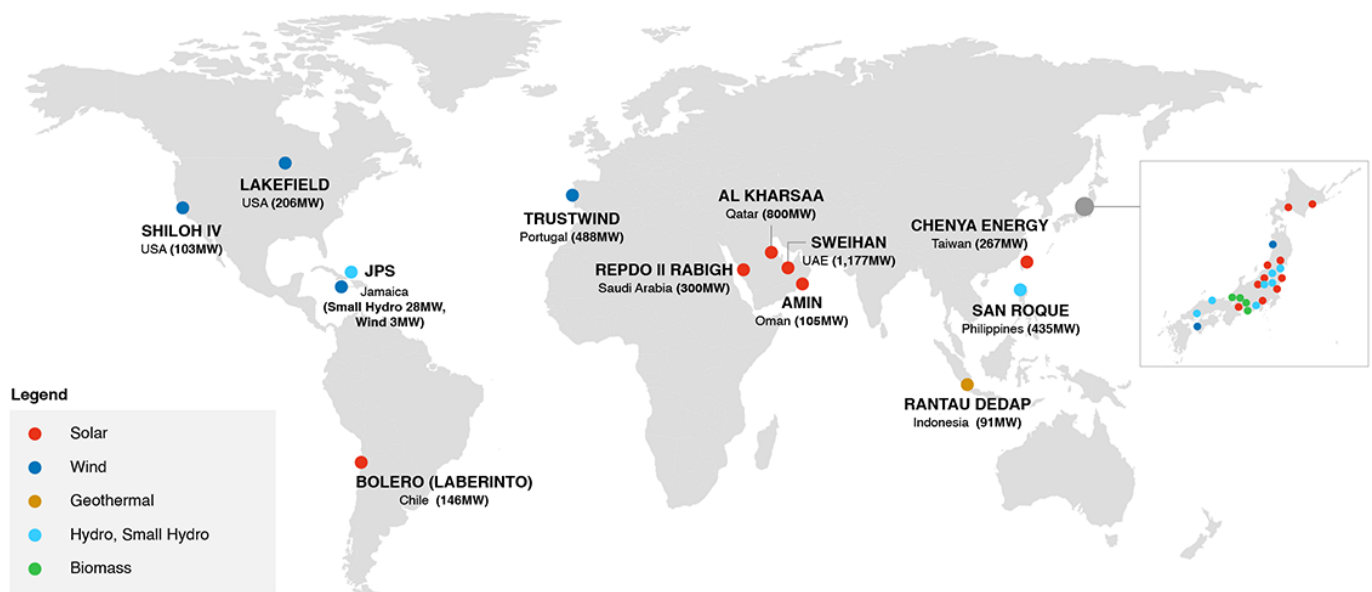 LAKEFIELD
USA (206MW)
SHILOH IV
USA (103MW)
JPS
Jamaica
(Small Hydro 28MW,
Wind 3MW)
TRUSTWIND
Portugal (488MW)
AL KHARSAA
Qatar (800MW)
SWEIHAN
UAE (1,177MW)
REPDO II RABIGH
Saudi Arabia (300MW)
AMIN
Oman (105MW)
CHENYA ENERGY
Taiwan (267MW)
SAN ROQUE
Philippines (435MW)
RANTAU DEDAP
Indonesia (91MW)
BOLERO (LABERINTO)
Chile (146MW)
Legend
Solar
Wind
Geothermal
Hydro, Small Hydro
Biomass